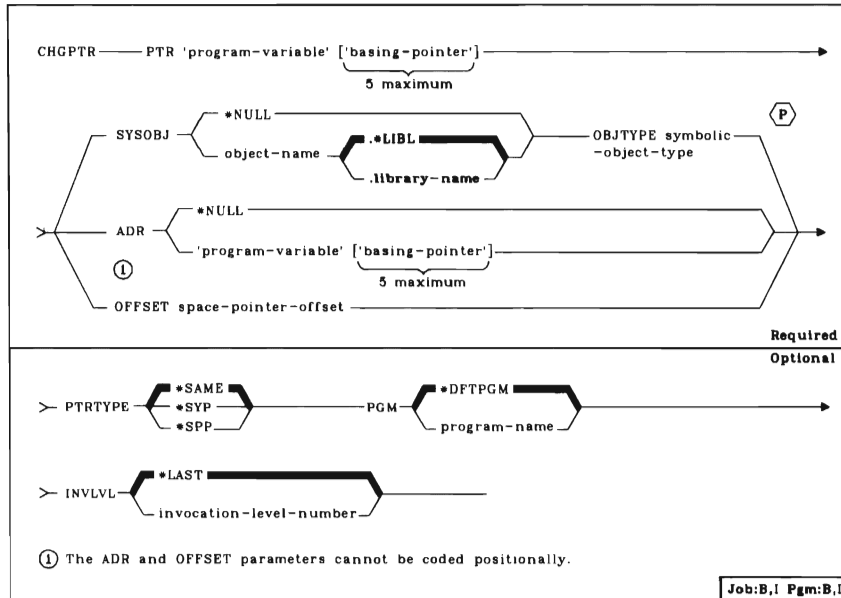 CHGPTR PTR 'program-variable' ['basing-pointer']
5 maximum
*NULL
P
SYSOBJ
.*LIBL
OBJTYPE symbolic
-object-type
object-name
.library-name
*NULL
ADR
'program-variable' ['basing-pointer']
1
5 maximum
OFFSET space-pointer-offset
Required
Optional
*SAME
*DFTPGM
PTRTYPE
*SYP
PGM
*SPP
program-name
*LAST
INVLVL
invocation-level-number
1 The ADR and OFFSET parameters cannot be coded positionally.
Job:B,I Pgm:B,I